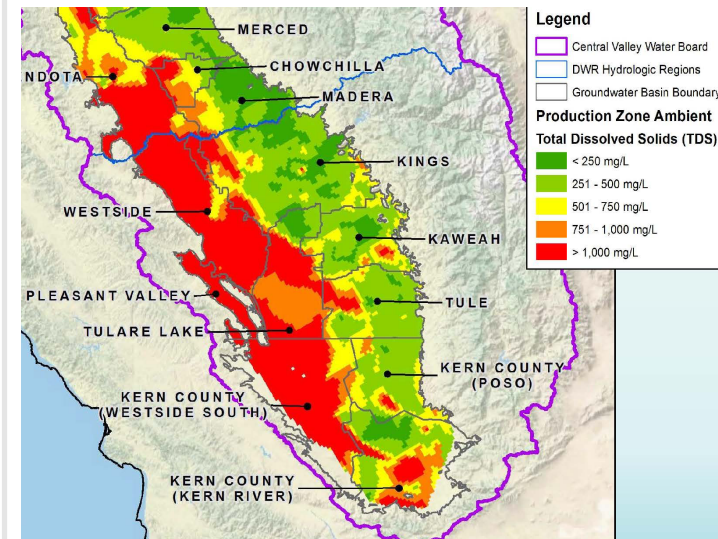 MERCED
CHOWCHILLA
NDOTA
MADERA
KINGS
WESTSIDE
KAWEAH
PLEASANT VALLEY
TULE
TULARE LAKE
KERN COUNTY
(POSO)
KERN COUNTY
(WESTSIDE SOUTH)
KERN COUNTY
(KERN RIVER)
Legend
Central Valley Water Board
DWR Hydrologic Regions
Groundwater Basin Boundary
Production Zone Ambient
Total Dissolved Solids (TDS)
< 250 mg/L
251 - 500 mg/L
501 - 750 mg/L
751 - 1,000 mg/L
> 1,000 mg/L